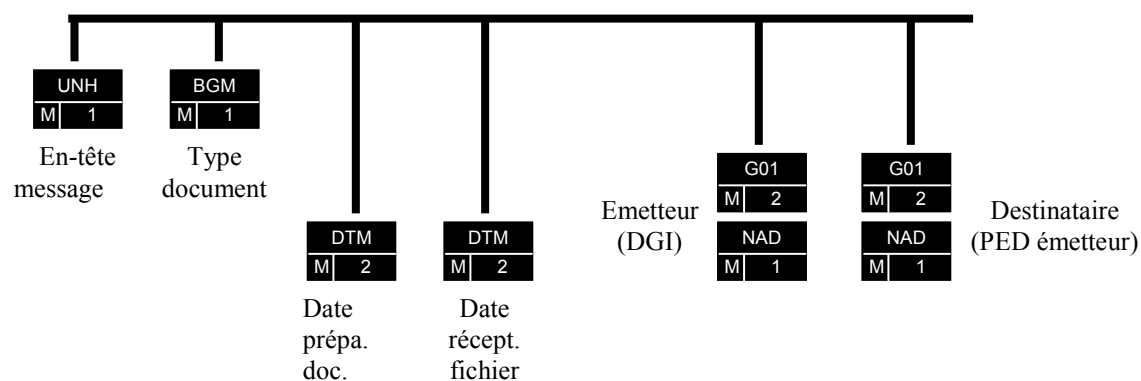 UNH
M 1
En-tête
message
BGM
M 1
Type
document
DTM
M 2
Date
prépa.
doc.
DTM
M 2
Date
récept.
fichier
Emetteur
(DGI)
G01
M 2
NAD
M 1
G01
M 2
NAD
M 1
Destinataire
(PED émetteur)